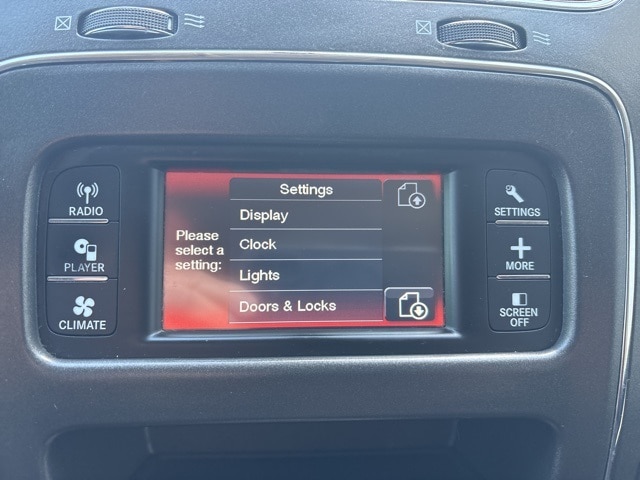 RADIO
PLAYER
CLIMATE
Settings
Please
select a
setting:
Display
Clock
Lights
Doors & Locks
SETTINGS
MORE
SCREEN
OFF